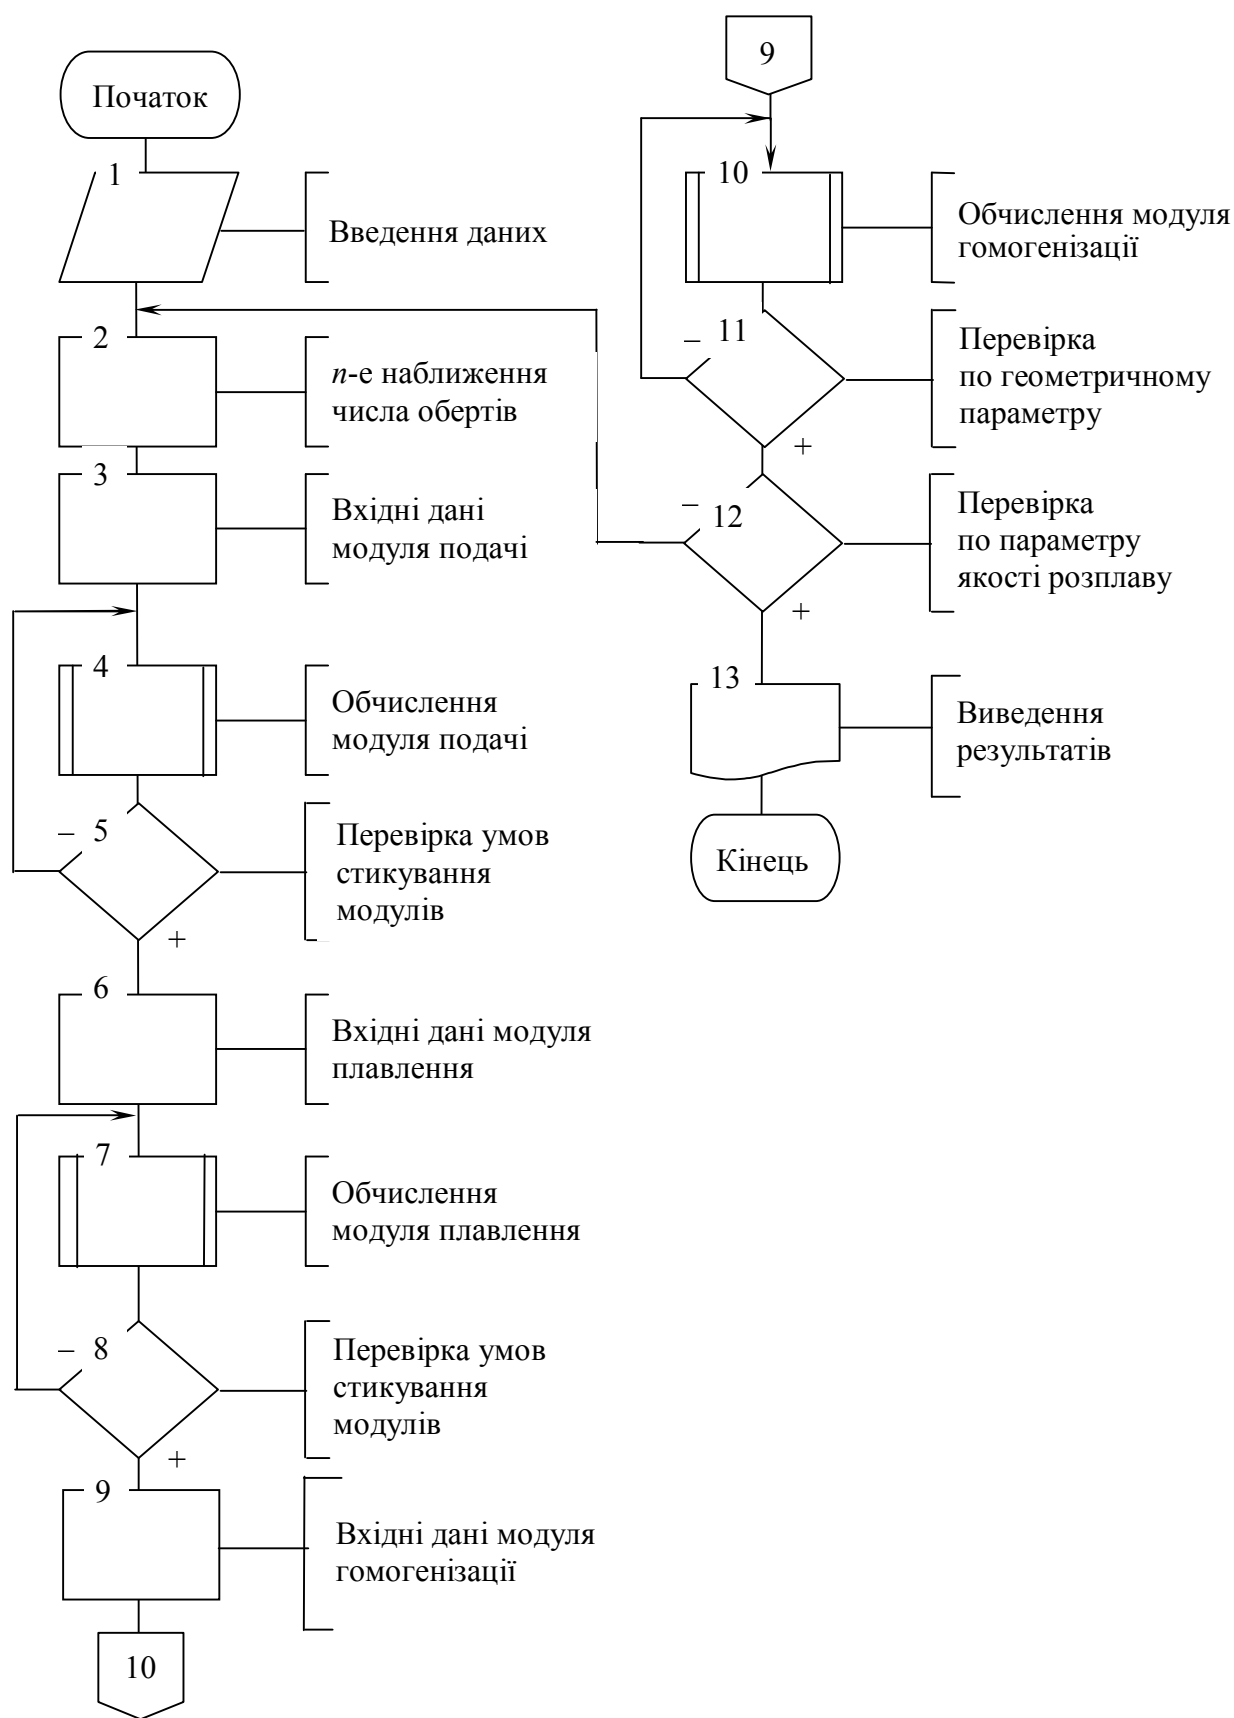 Початок
1
Введення даних
2
n-е наближення
числа обертів
3
Вхідні дані
модуля подачі
4
Обчислення
модуля подачі
– 5
Перевірка умов
стикування
модулів
+
6
Вхідні дані модуля
плавлення
7
Обчислення
модуля плавлення
– 8
Перевірка умов
стикування
модулів
+
9
Вхідні дані модуля
гомогенізації
10
9
10
Обчислення модуля
гомогенізації
– 11
Перевірка
по геометричному
параметру
+
– 12
Перевірка
по параметру
якості розплаву
+
13
Виведення
результатів
Кінець